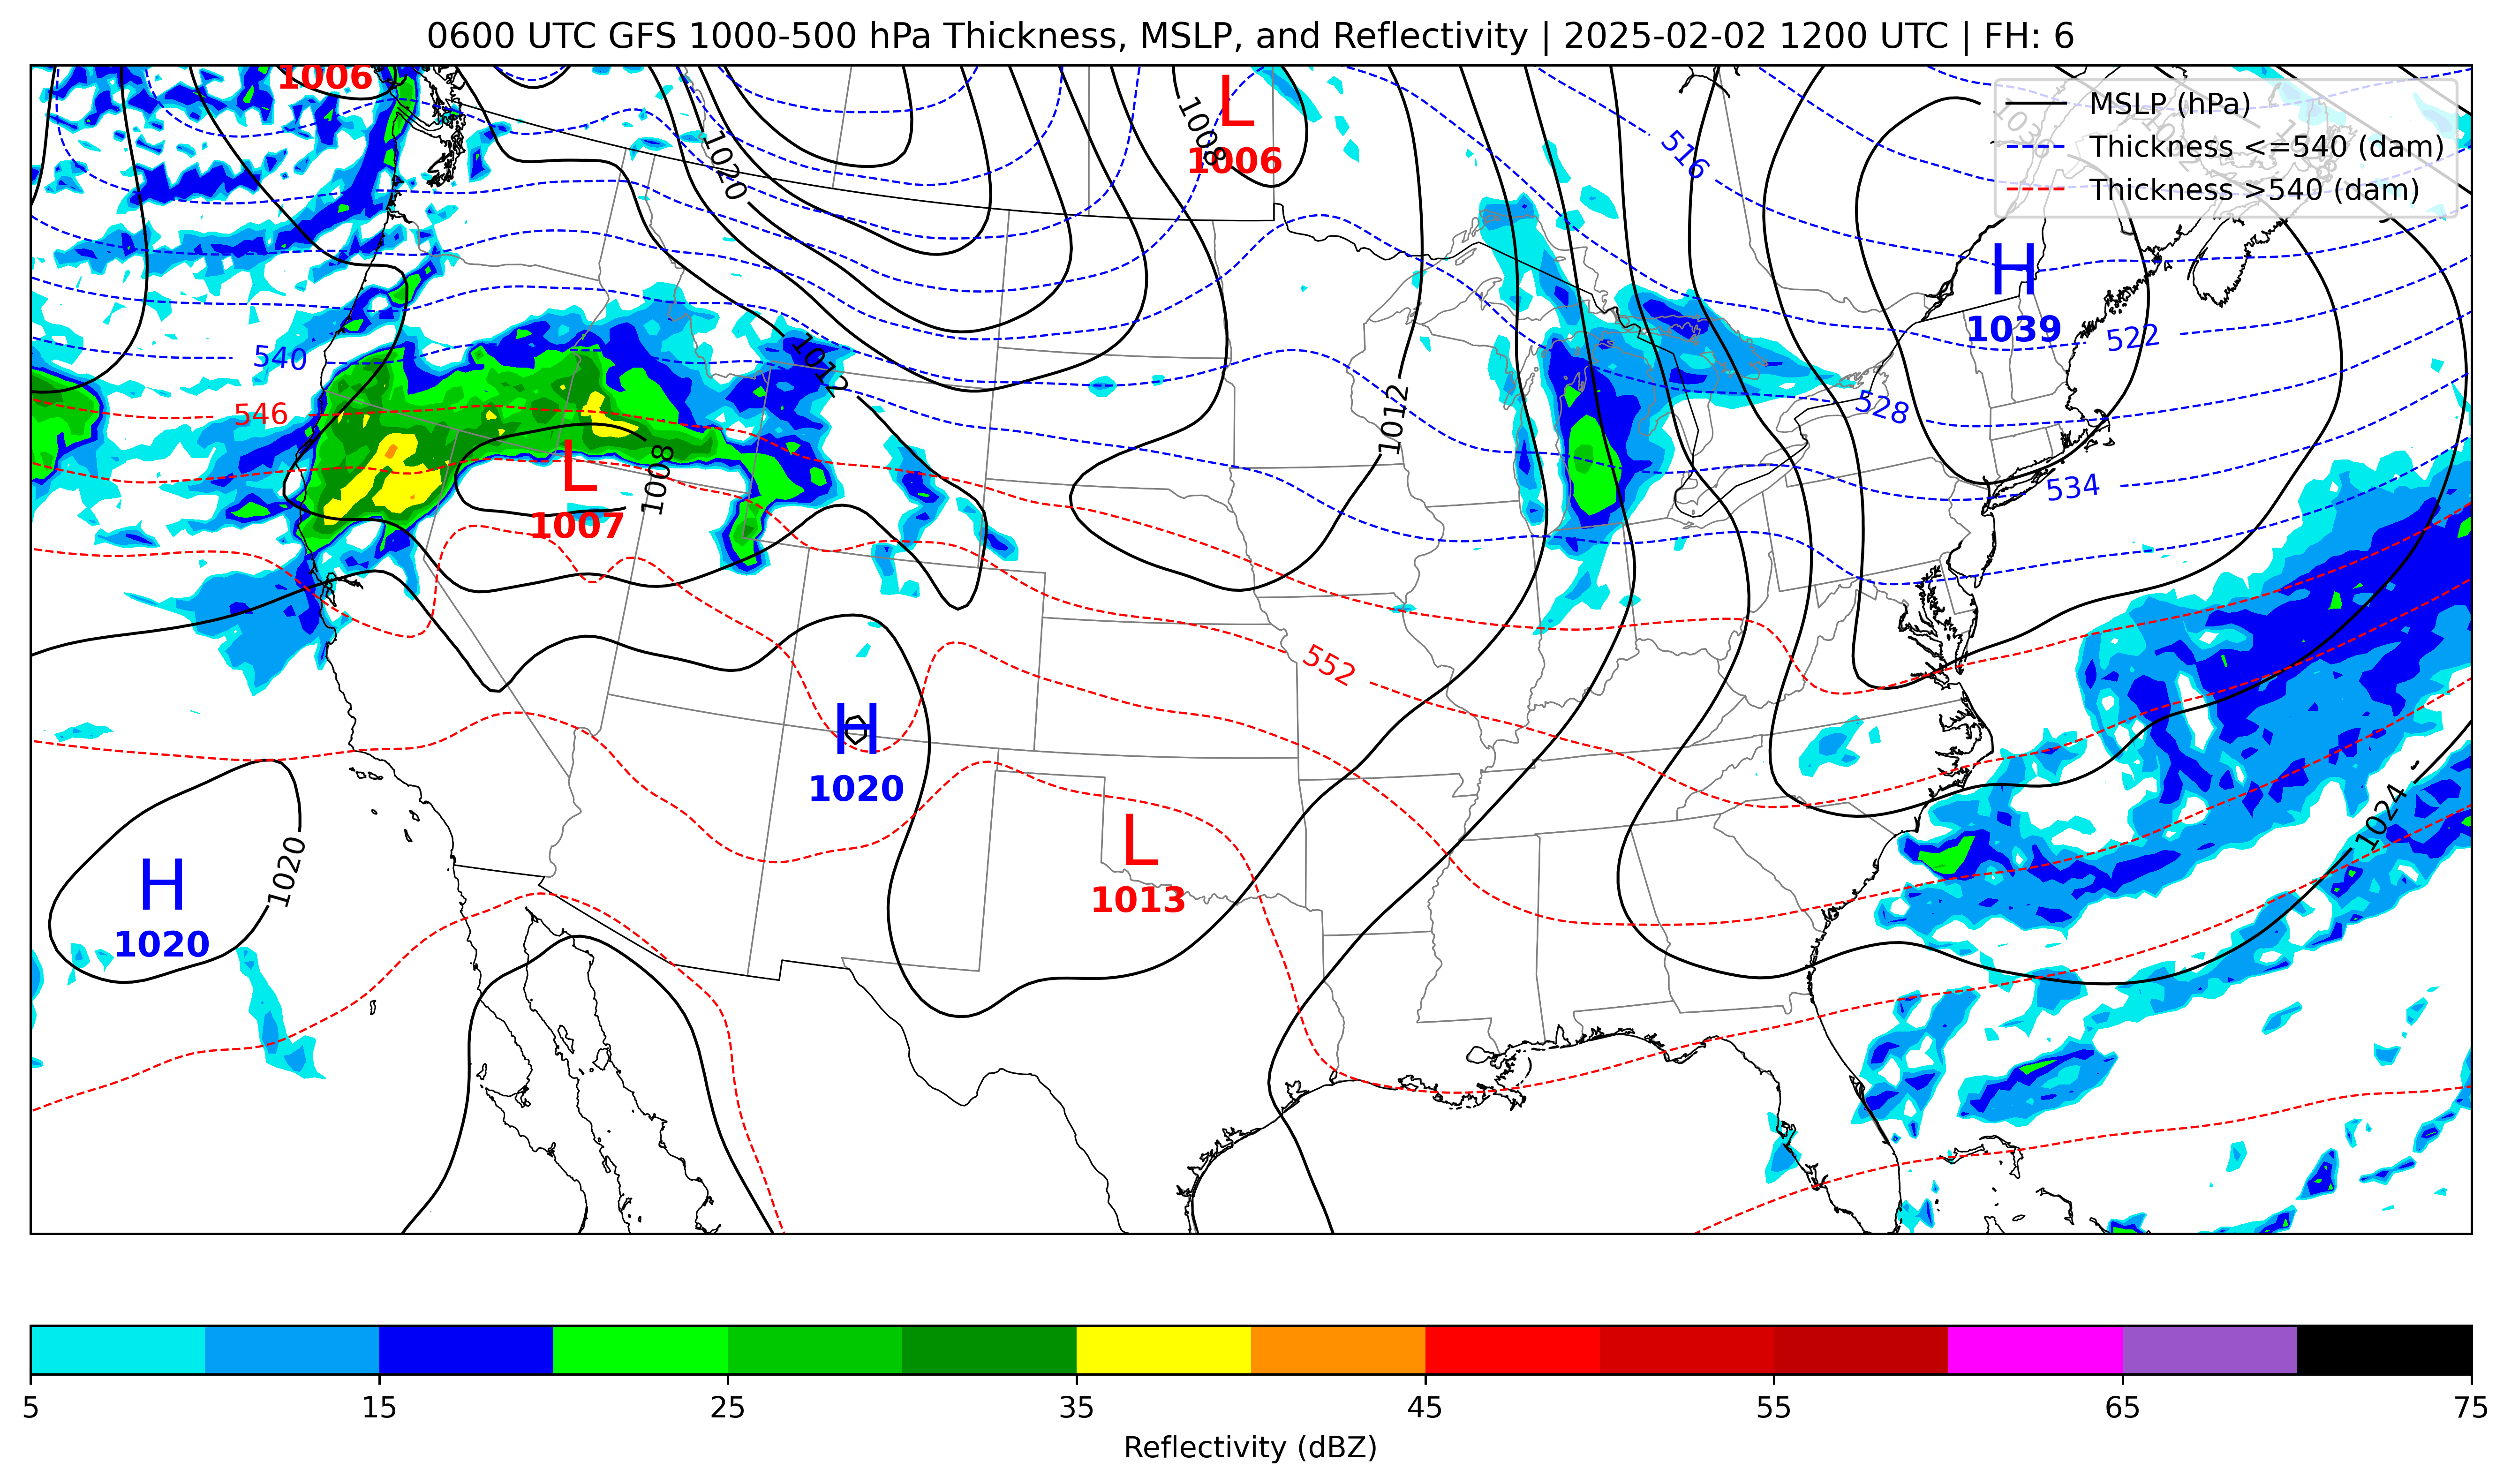 0600 UTC GFS 1000-500 hPa Thickness, MSLP, and Reflectivity | 2025-02-02 1200 UTC | FH: 6
1006
L
1006
1008
1020
516
MSLP (hPa)
Thickness <=540 (dam)
Thickness >540 (dam)
H
1039
522
540
1012
546
1012
528
L
1007
1008
534
552
H
1020
L
1013
1024
H
1020
1020
5 15 25 35 45 55 65 75
Reflectivity (dBZ)